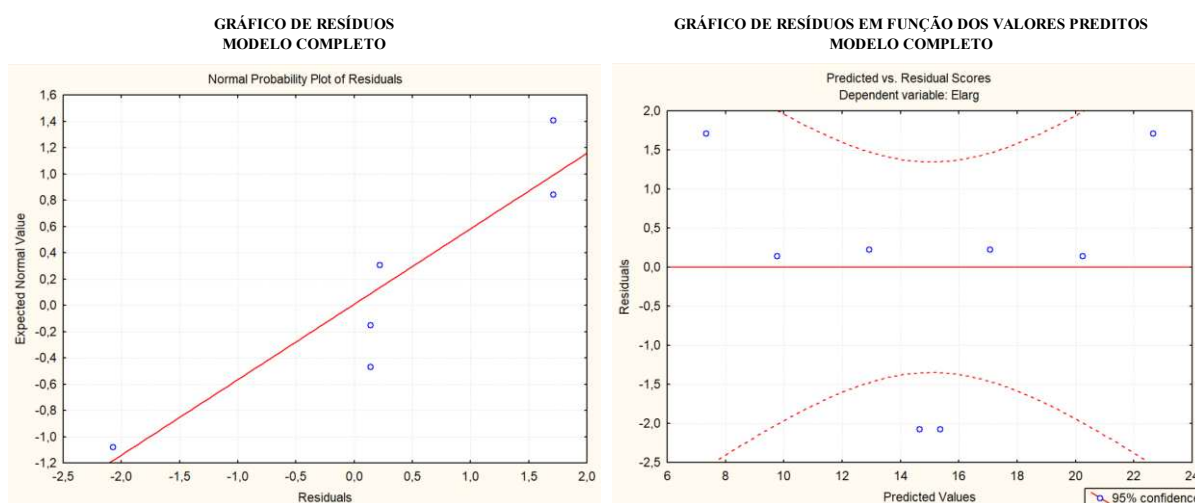 GRÁFICO DE RESÍDUOS
MODELO COMPLETO
Normal Probability Plot of Residuals
1,6
1,4
1,2
1,0
0,8
0,6
0,4
0,2
0,0
-0,2
-0,4
-0,6
-0,8
-1,0
-1,2
Expected Normal Value
-2,5 -2,0 -1,5 -1,0 -0,5 0,0 0,5 1,0 1,5 2,0
Residuals
GRÁFICO DE RESÍDUOS EM FUNÇÃO DOS VALORES PREDITOS
MODELO COMPLETO
Predicted vs. Residual Scores
Dependent variable: Elarg
2,0
1,5
1,0
0,5
0,0
-0,5
-1,0
-1,5
-2,0
-2,5
Residuals
6 8 10 12 14 16 18 20 22 24
Predicted Values
95% confidence